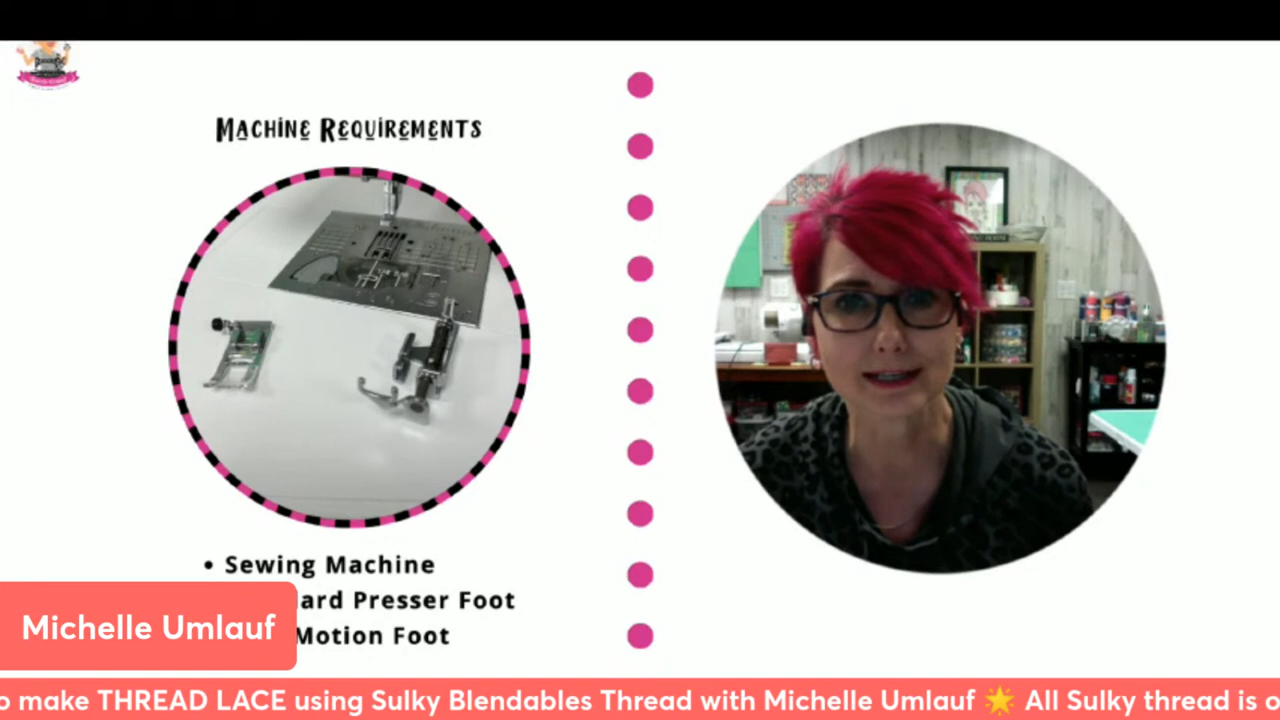 Machine Requirements
• Sewing Machine
ard Presser Foot
Motion Foot
Michelle Umlauf
o make THREAD LACE using Sulky Blendables Thread with Michelle Umlauf 🌟 All Sulky thread is o